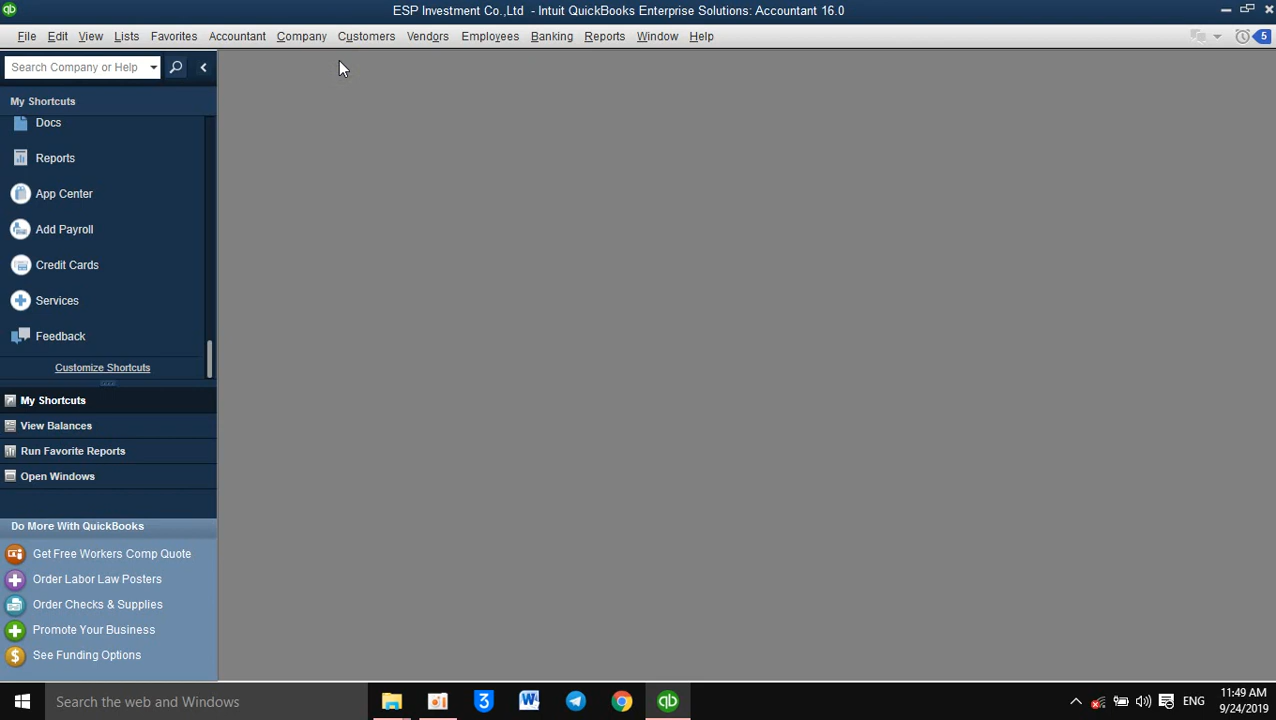 ESP Investment Co.,Ltd - Intuit QuickBooks Enterprise Solutions: Accountant 16.0
File Edit View Lists Favorites Accountant Company Customers Vendors Employees Banking Reports Window Help 5
Search Company or Help
My Shortcuts
Docs
Reports
App Center
Add Payroll
Credit Cards
Services
Feedback
Customize Shortcuts
My Shortcuts
View Balances
Run Favorite Reports
Open Windows
Do More With QuickBooks
Get Free Workers Comp Quote
Order Labor Law Posters
Order Checks & Supplies
Promote Your Business
See Funding Options
Search the web and Windows
ENG
11:49 AM
9/24/2019